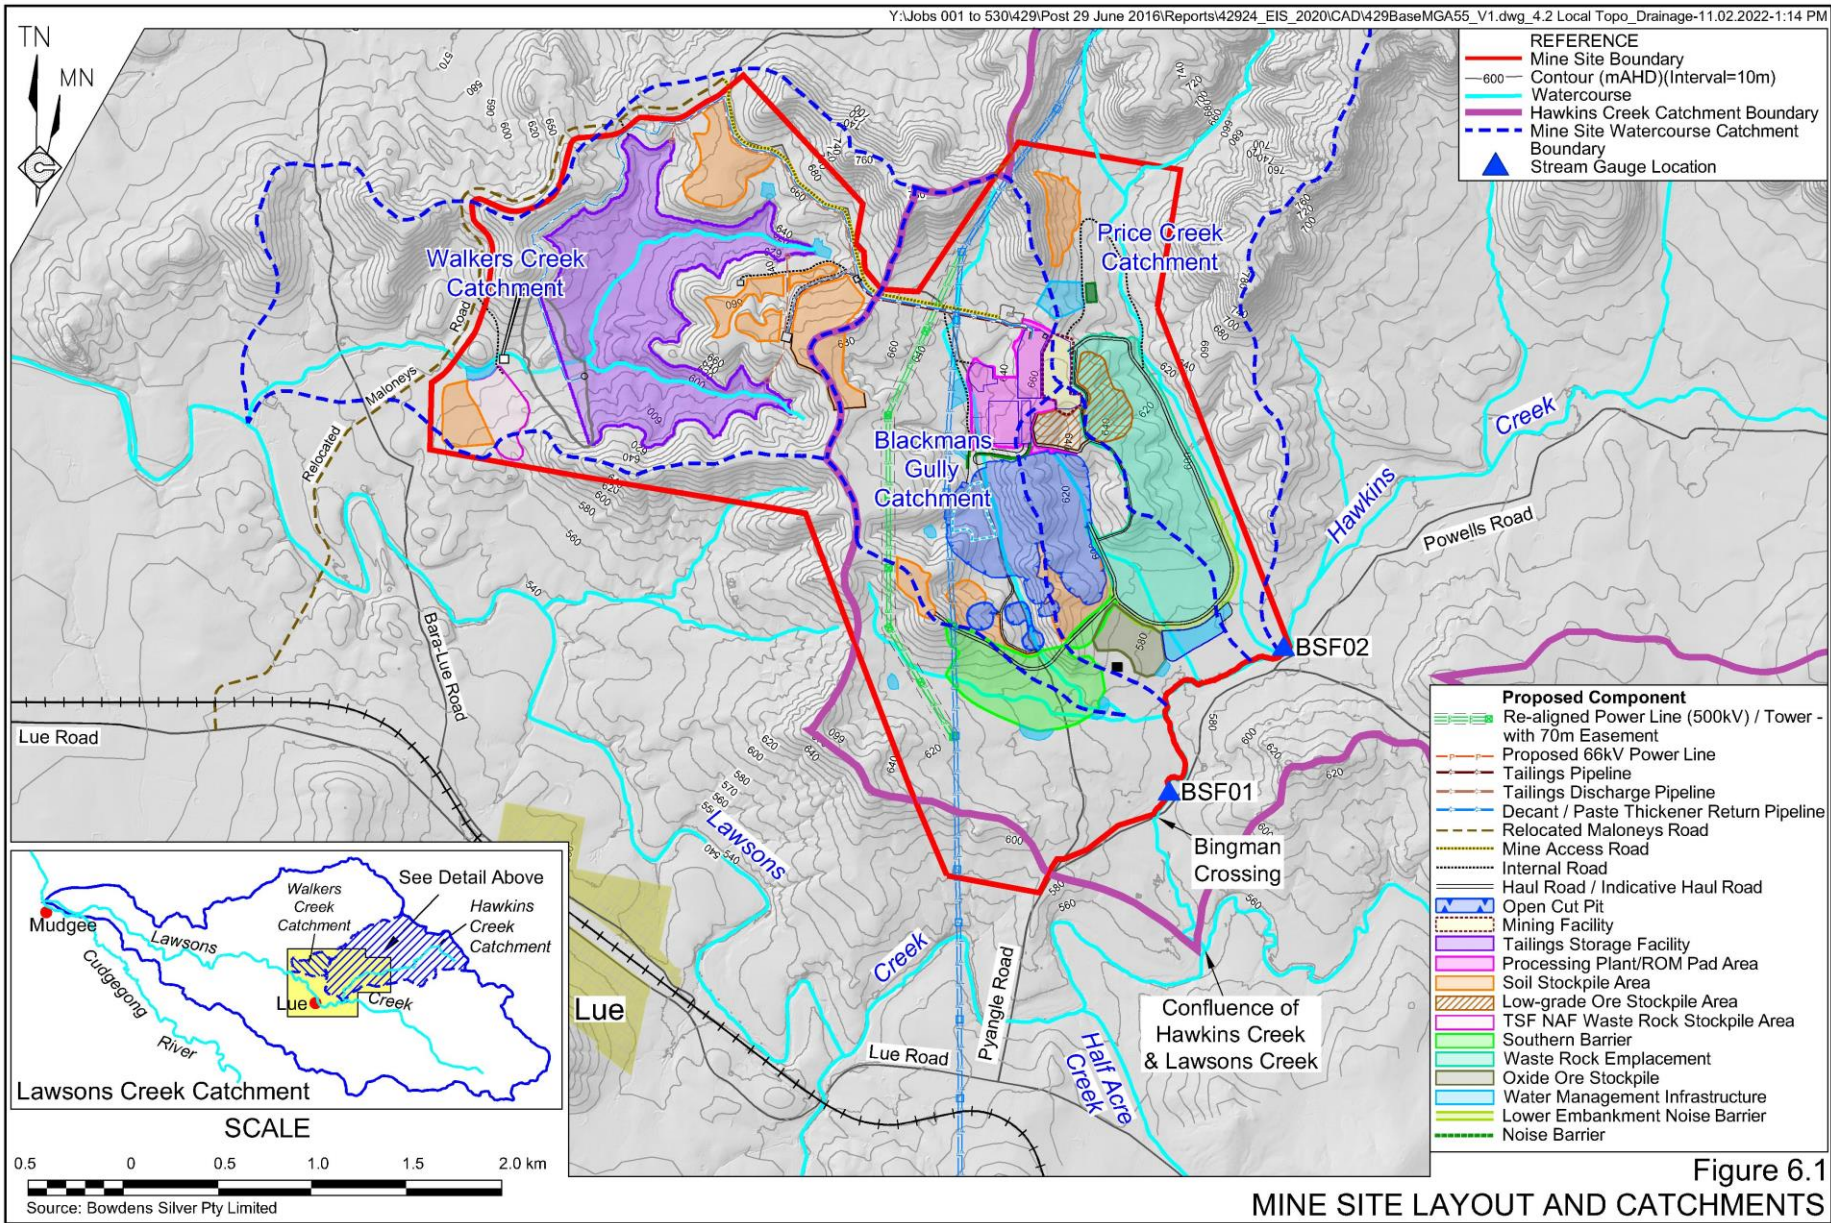 Y:\Jobs 001 to 530\429\Post 29 June 2016\Reports\42924_EIS_2020\CAD\429BaseMGA55_V1.dwg_4.2 Local Topo_Drainage-11.02.2022-1:14 PM
TN
MN
REFERENCE
Mine Site Boundary
600 Contour (mAHD)(Interval=10m)
Watercourse
Hawkins Creek Catchment Boundary
Mine Site Watercourse Catchment
Boundary
Stream Gauge Location
Walkers Creek
Catchment
Price Creek
Catchment
Blackmans
Gully
Catchment
Relocated
Maloneys
Road
Hawkins
Creek
Powells Road
Bara-Lue Road
BSF02
BSF01
Bingman
Crossing
Lue Road
Lawsons
Creek
Pyangle Road
Lue
Lue Road
Half Acre
Creek
Confluence of
Hawkins Creek
& Lawsons Creek
Proposed Component
Re-aligned Power Line (500kV) / Tower -
with 70m Easement
Proposed 66kV Power Line
Tailings Pipeline
Tailings Discharge Pipeline
Decant / Paste Thickener Return Pipeline
Relocated Maloneys Road
Mine Access Road
Internal Road
Haul Road / Indicative Haul Road
Open Cut Pit
Mining Facility
Tailings Storage Facility
Processing Plant/ROM Pad Area
Soil Stockpile Area
Low-grade Ore Stockpile Area
TSF NAF Waste Rock Stockpile Area
Southern Barrier
Waste Rock Emplacement
Oxide Ore Stockpile
Water Management Infrastructure
Lower Embankment Noise Barrier
Noise Barrier
Walkers
Creek
Catchment
See Detail Above
Hawkins
Creek
Catchment
Mudgee
Lawsons
Creek
Cudgegong
River
Lue
Lawsons Creek Catchment
SCALE
0.5 0 0.5 1.0 1.5 2.0 km
Source: Bowdens Silver Pty Limited
Figure 6.1
MINE SITE LAYOUT AND CATCHMENTS